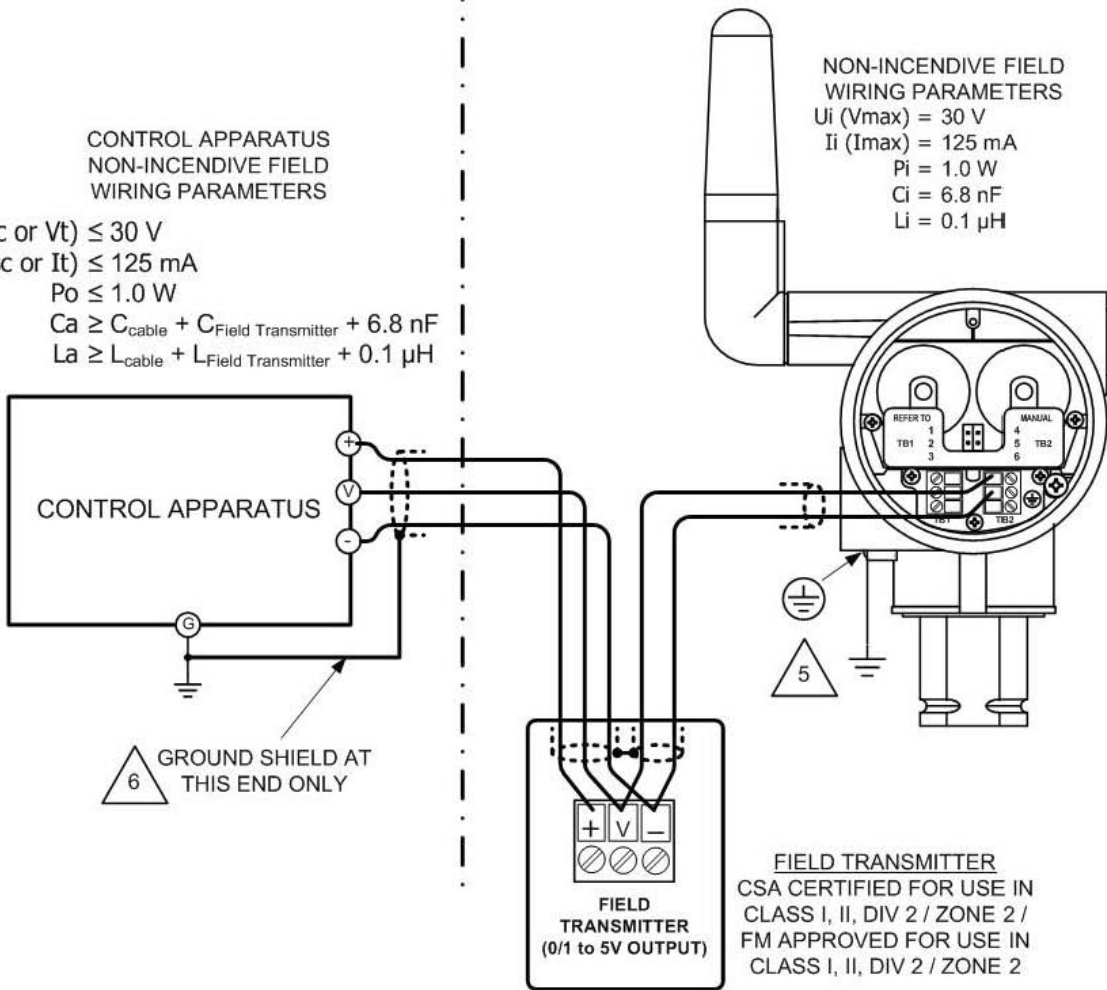 CONTROL APPARATUS
NON-INCENDIVE FIELD
WIRING PARAMETERS
c or Vt) ≤ 30 V
c or It) ≤ 125 mA
Po ≤ 1.0 W
Ca ≥ Ccable + CField Transmitter + 6.8 nF
La ≥ Lcable + LField Transmitter + 0.1 µH
NON-INCENDIVE FIELD
WIRING PARAMETERS
Ui (Vmax) = 30 V
Ii (Imax) = 125 mA
Pi = 1.0 W
Ci = 6.8 nF
Li = 0.1 µH
REFER TO
MANUAL
1
TB1 2
3
4
5 TB2
6
TB1
TB2
CONTROL APPARATUS
+
V
-
G
6
GROUND SHIELD AT
THIS END ONLY
5
+ V −
FIELD
TRANSMITTER
(0/1 to 5V OUTPUT)
FIELD TRANSMITTER
CSA CERTIFIED FOR USE IN
CLASS I, II, DIV 2 / ZONE 2 /
FM APPROVED FOR USE IN
CLASS I, II, DIV 2 / ZONE 2